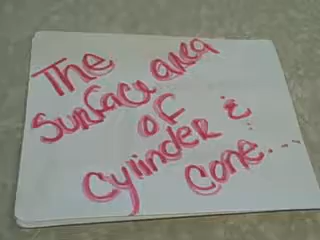 The
Surface area
of
Cylinder &
Cone...